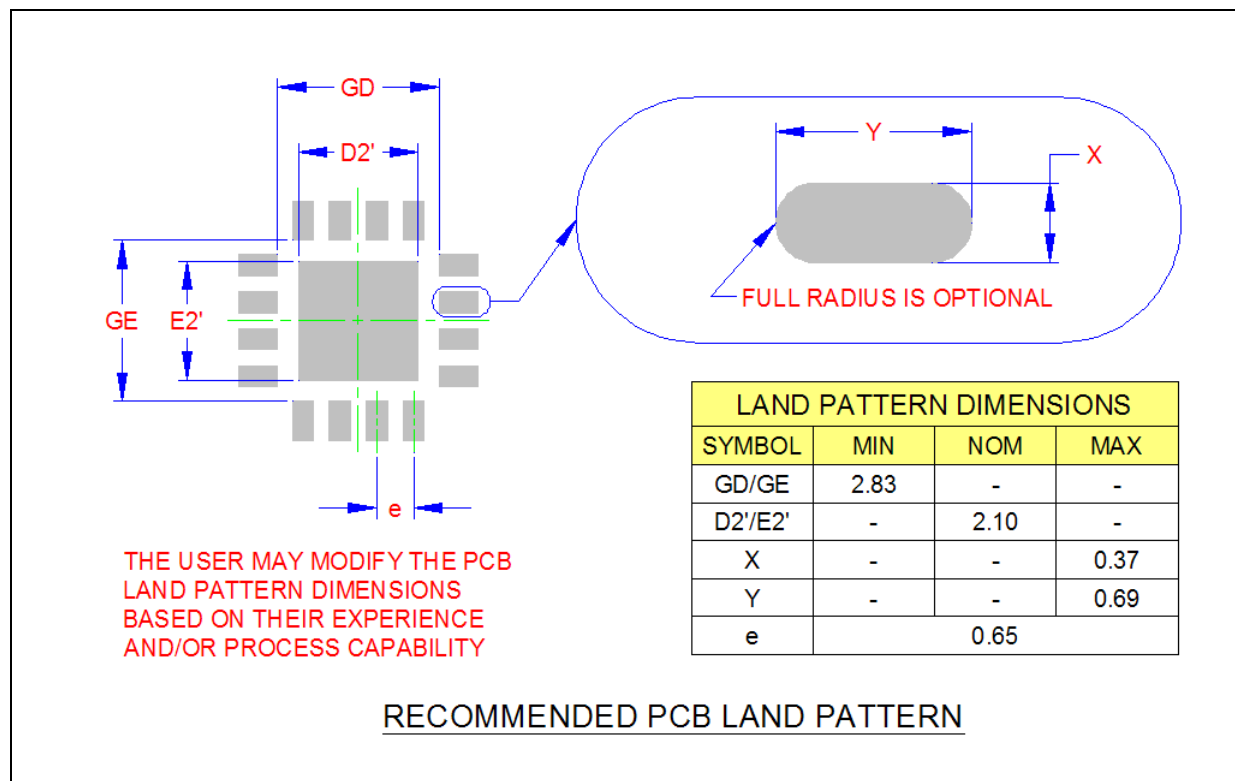 GD
D2'
GE
E2'
e
Y
X
FULL RADIUS IS OPTIONAL
THE USER MAY MODIFY THE PCB
LAND PATTERN DIMENSIONS
BASED ON THEIR EXPERIENCE
AND/OR PROCESS CAPABILITY
LAND PATTERN DIMENSIONS
SYMBOL MIN NOM MAX
GD/GE 2.83 - -
D2'/E2' - 2.10 -
X - - 0.37
Y - - 0.69
e 0.65
RECOMMENDED PCB LAND PATTERN